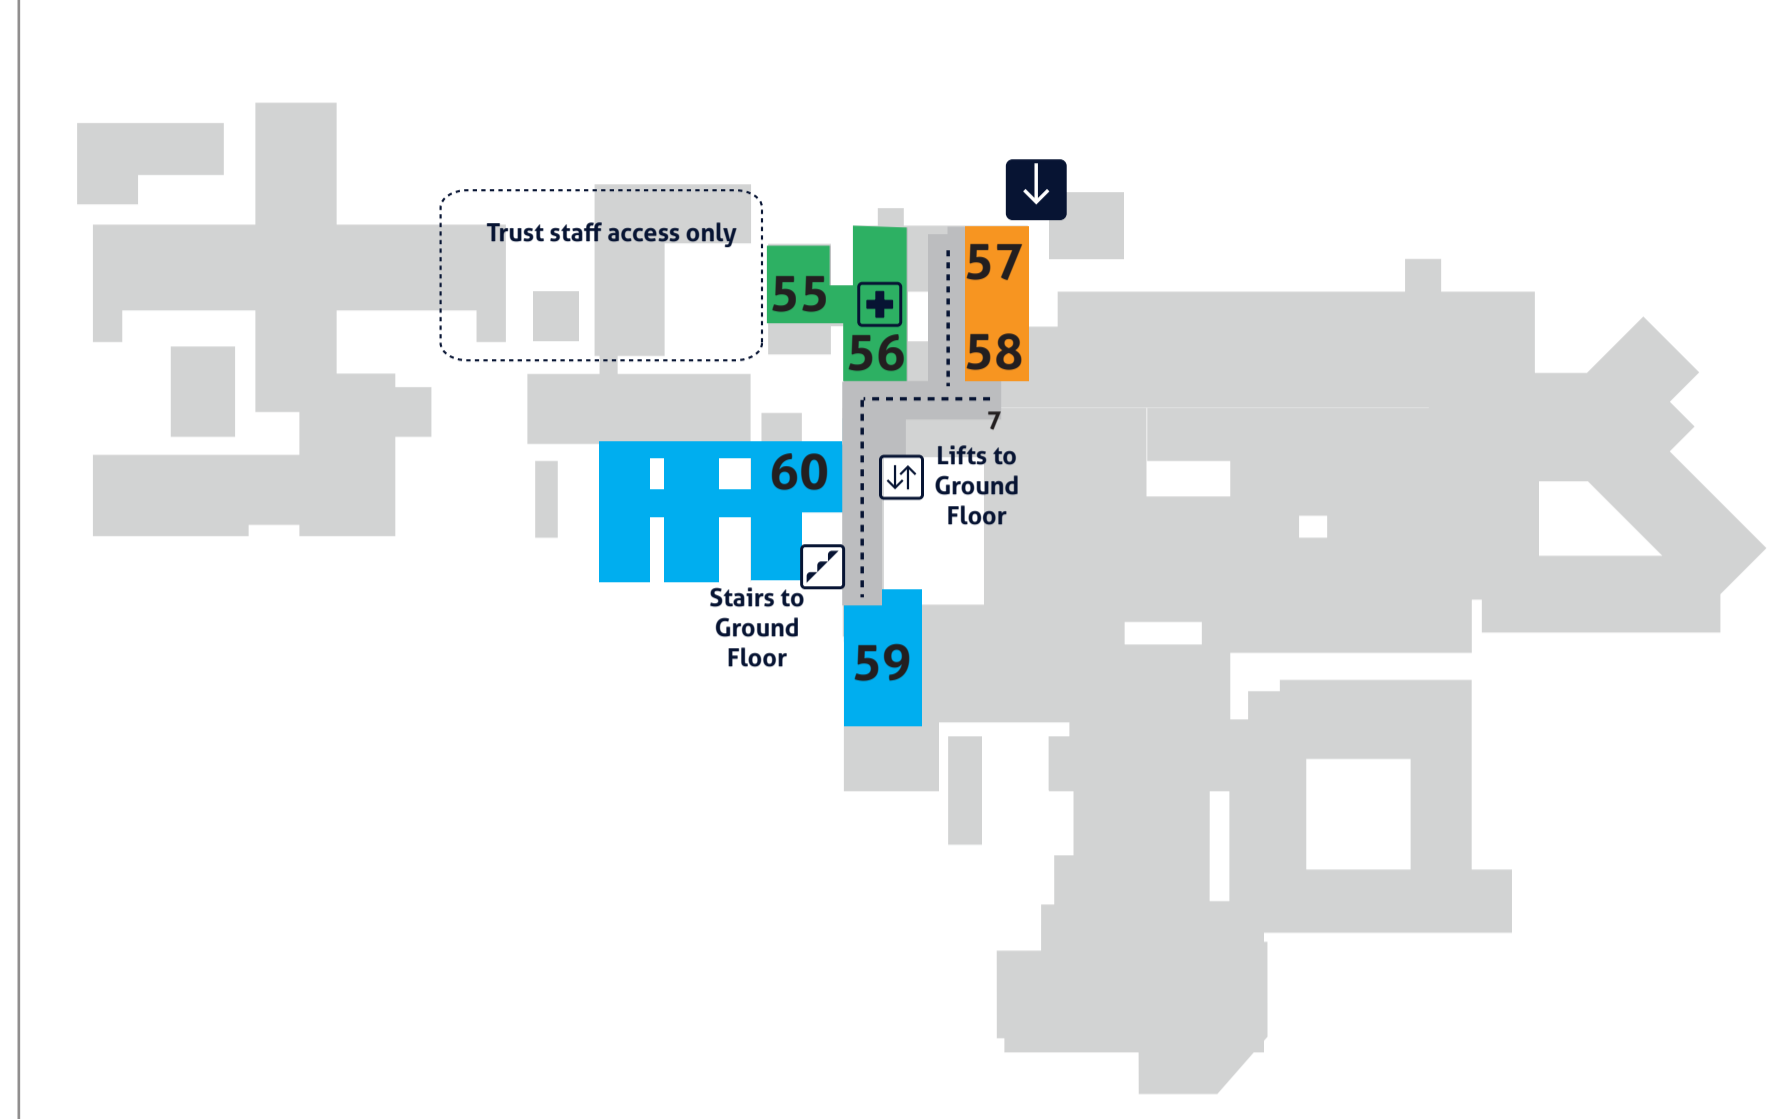 Trust staff access only
57
55
58
56
7
60
Lifts to
Ground
Floor
Stairs to
Ground
Floor
59